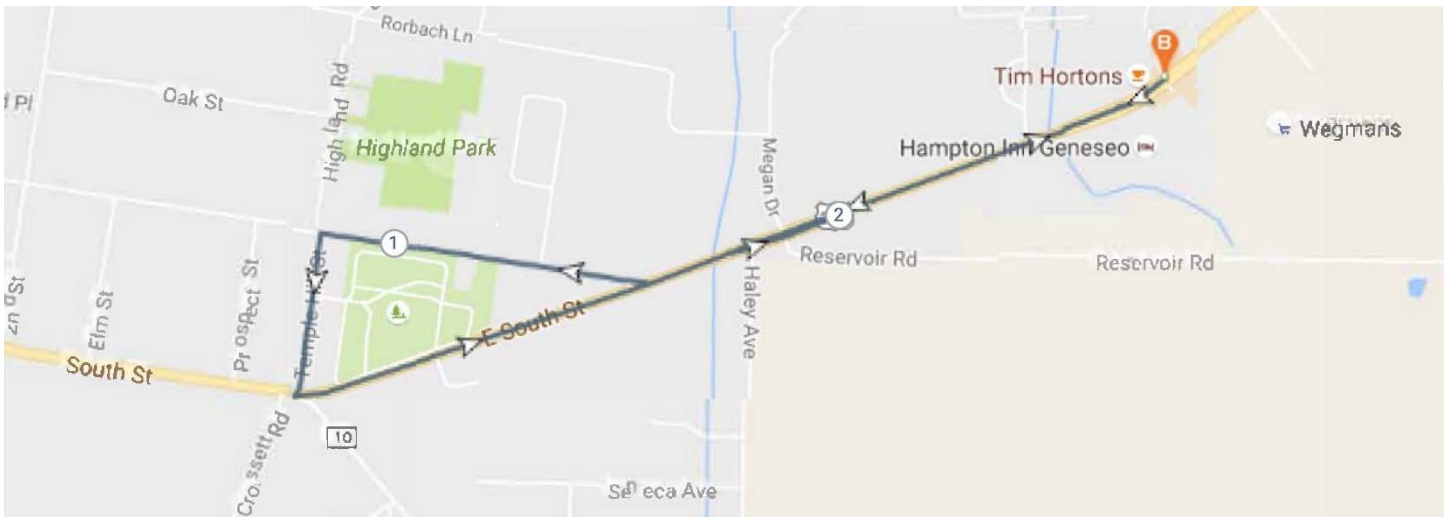 Rorbach Ln
B
Tim Hortons
Oak St
Highland Rd
Wegmans
Highland Park
Hampton Inn Geneseo
Megan Dr
2
1
Reservoir Rd
Reservoir Rd
2nd St
Elm St
Prospect St
Temple Hill St
E South St
Haley Ave
South St
10
Crossett Rd
Seneca Ave